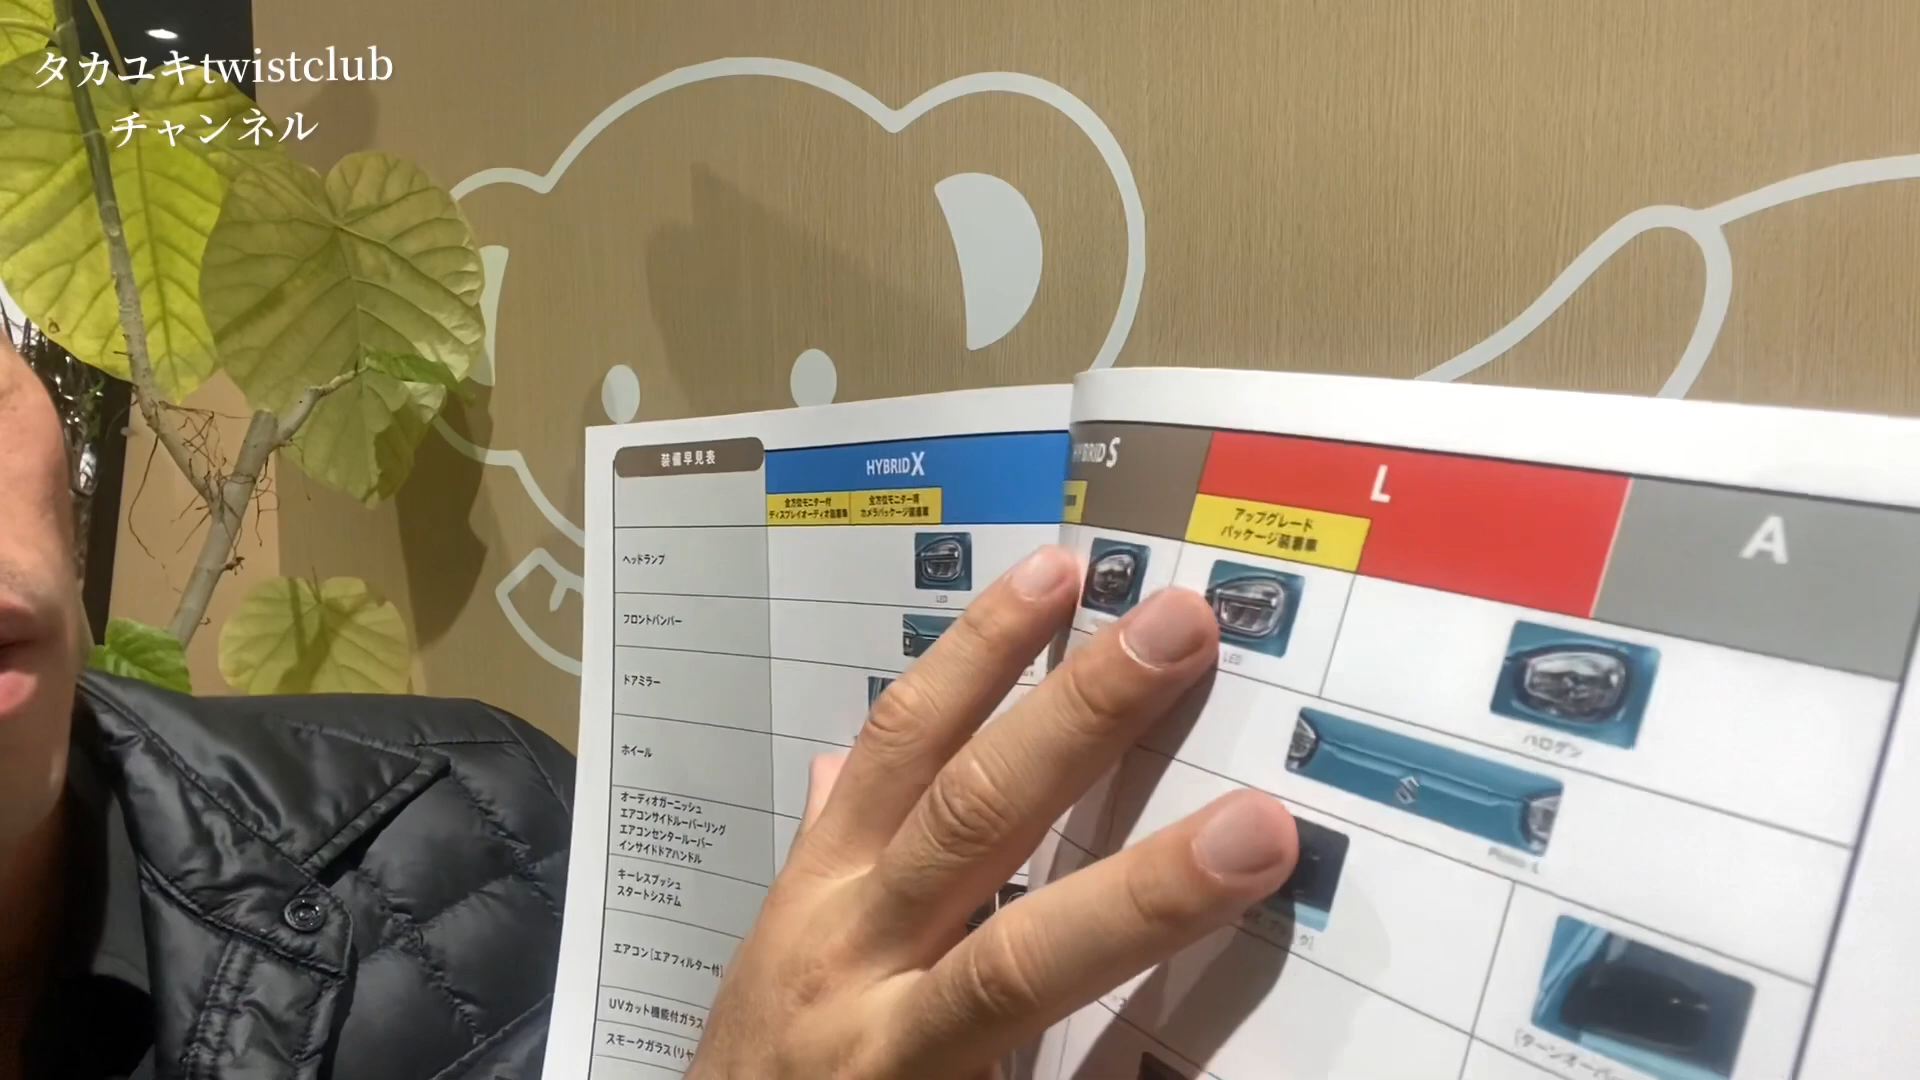 タカユキtwistclub
チャンネル
装備早見表
HYBRID X
HYBRID S
L
A
全方位モニター付
ディスプレイオーディオ装着車
全方位モニター用
カメラパッケージ装着車
アップグレード
パッケージ装着車
ヘッドランプ
LED
LED
ハロゲン
フロントバンパー
ドアミラー
ホイール
オーディオガーニッシュ
エアコンサイドルーバーリング
エアコンセンタールーバー
インサイドドアハンドル
キーレスプッシュ
スタートシステム
エアコン[エアフィルター付]
UVカット機能付ガラス
スモークガラス(リヤ